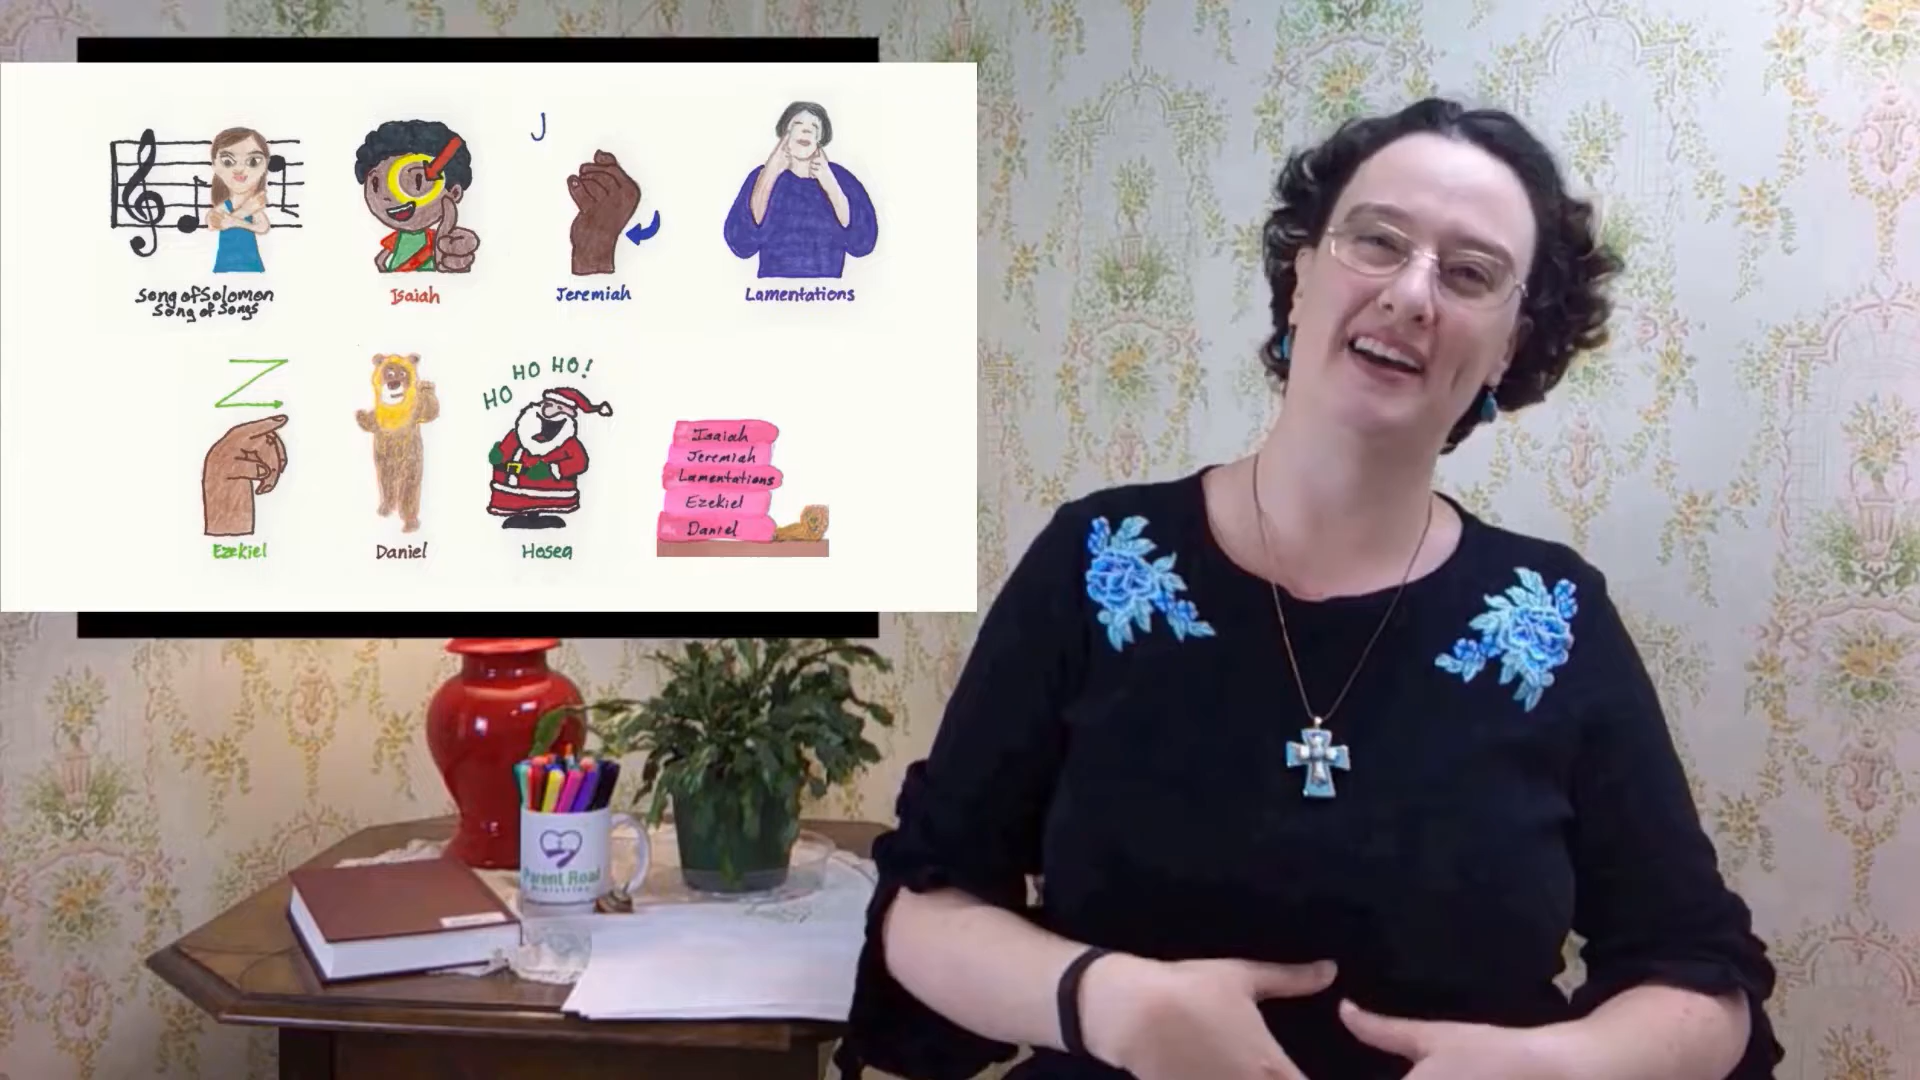 J
Song of Solomon
Song of Songs
Isaiah
Jeremiah
Lamentations
HO HO HO!
Ezekiel
Daniel
Hosea
Isaiah
Jeremiah
Lamentations
Ezekiel
Daniel
Parent Road
Ministries